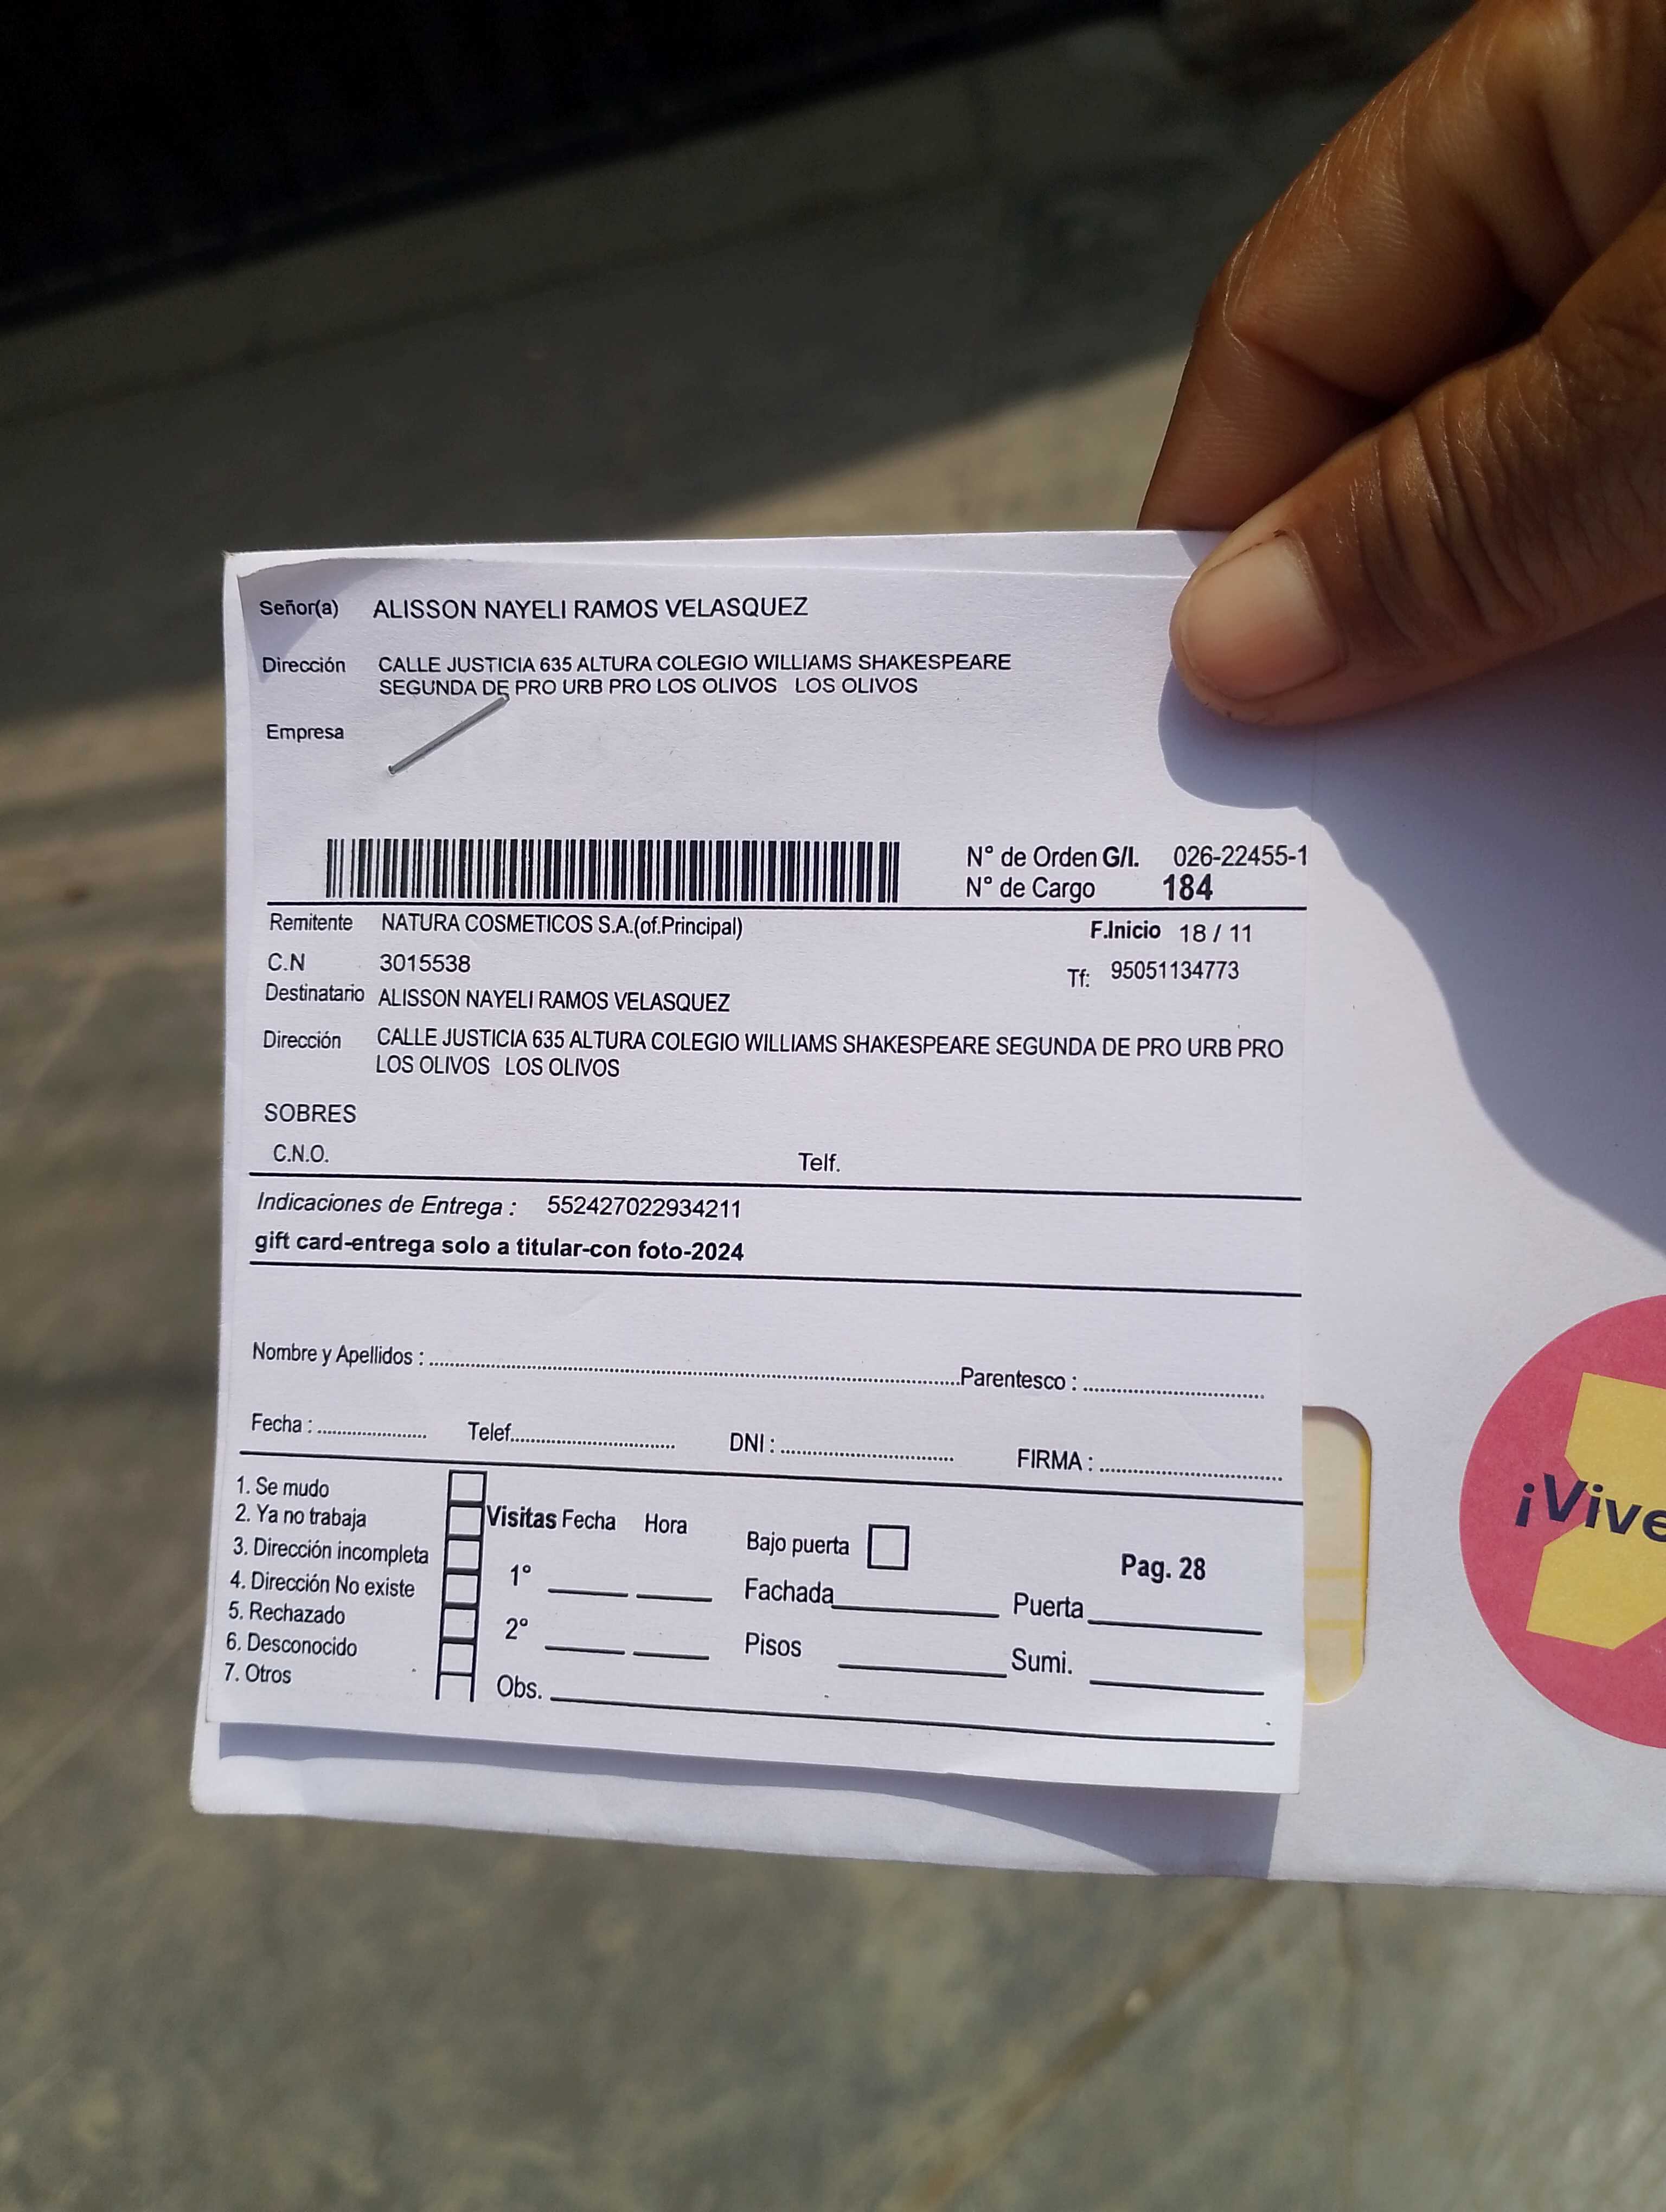 Señor(a) ALISSON NAYELI RAMOS VELASQUEZ
Dirección CALLE JUSTICIA 635 ALTURA COLEGIO WILLIAMS SHAKESPEARE
SEGUNDA DE PRO URB PRO LOS OLIVOS LOS OLIVOS
Empresa
N° de Orden G/I. 026-22455-1
N° de Cargo 184
Remitente NATURA COSMETICOS S.A.(of.Principal) F.Inicio 18 / 11
C.N 3015538 Tf: 95051134773
Destinatario ALISSON NAYELI RAMOS VELASQUEZ
Dirección CALLE JUSTICIA 635 ALTURA COLEGIO WILLIAMS SHAKESPEARE SEGUNDA DE PRO URB PRO
LOS OLIVOS LOS OLIVOS
SOBRES
C.N.O. Telf.
Indicaciones de Entrega : 552427022934211
gift card-entrega solo a titular-con foto-2024
Nombre y Apellidos : Parentesco :
Fecha : Telef. DNI : FIRMA :
1. Se mudo
2. Ya no trabaja
3. Dirección incompleta
4. Dirección No existe
5. Rechazado
6. Desconocido
7. Otros
Visitas Fecha Hora
1°
2°
Obs.
Bajo puerta
Fachada
Pisos
Pag. 28
Puerta
Sumi.
¡Vive